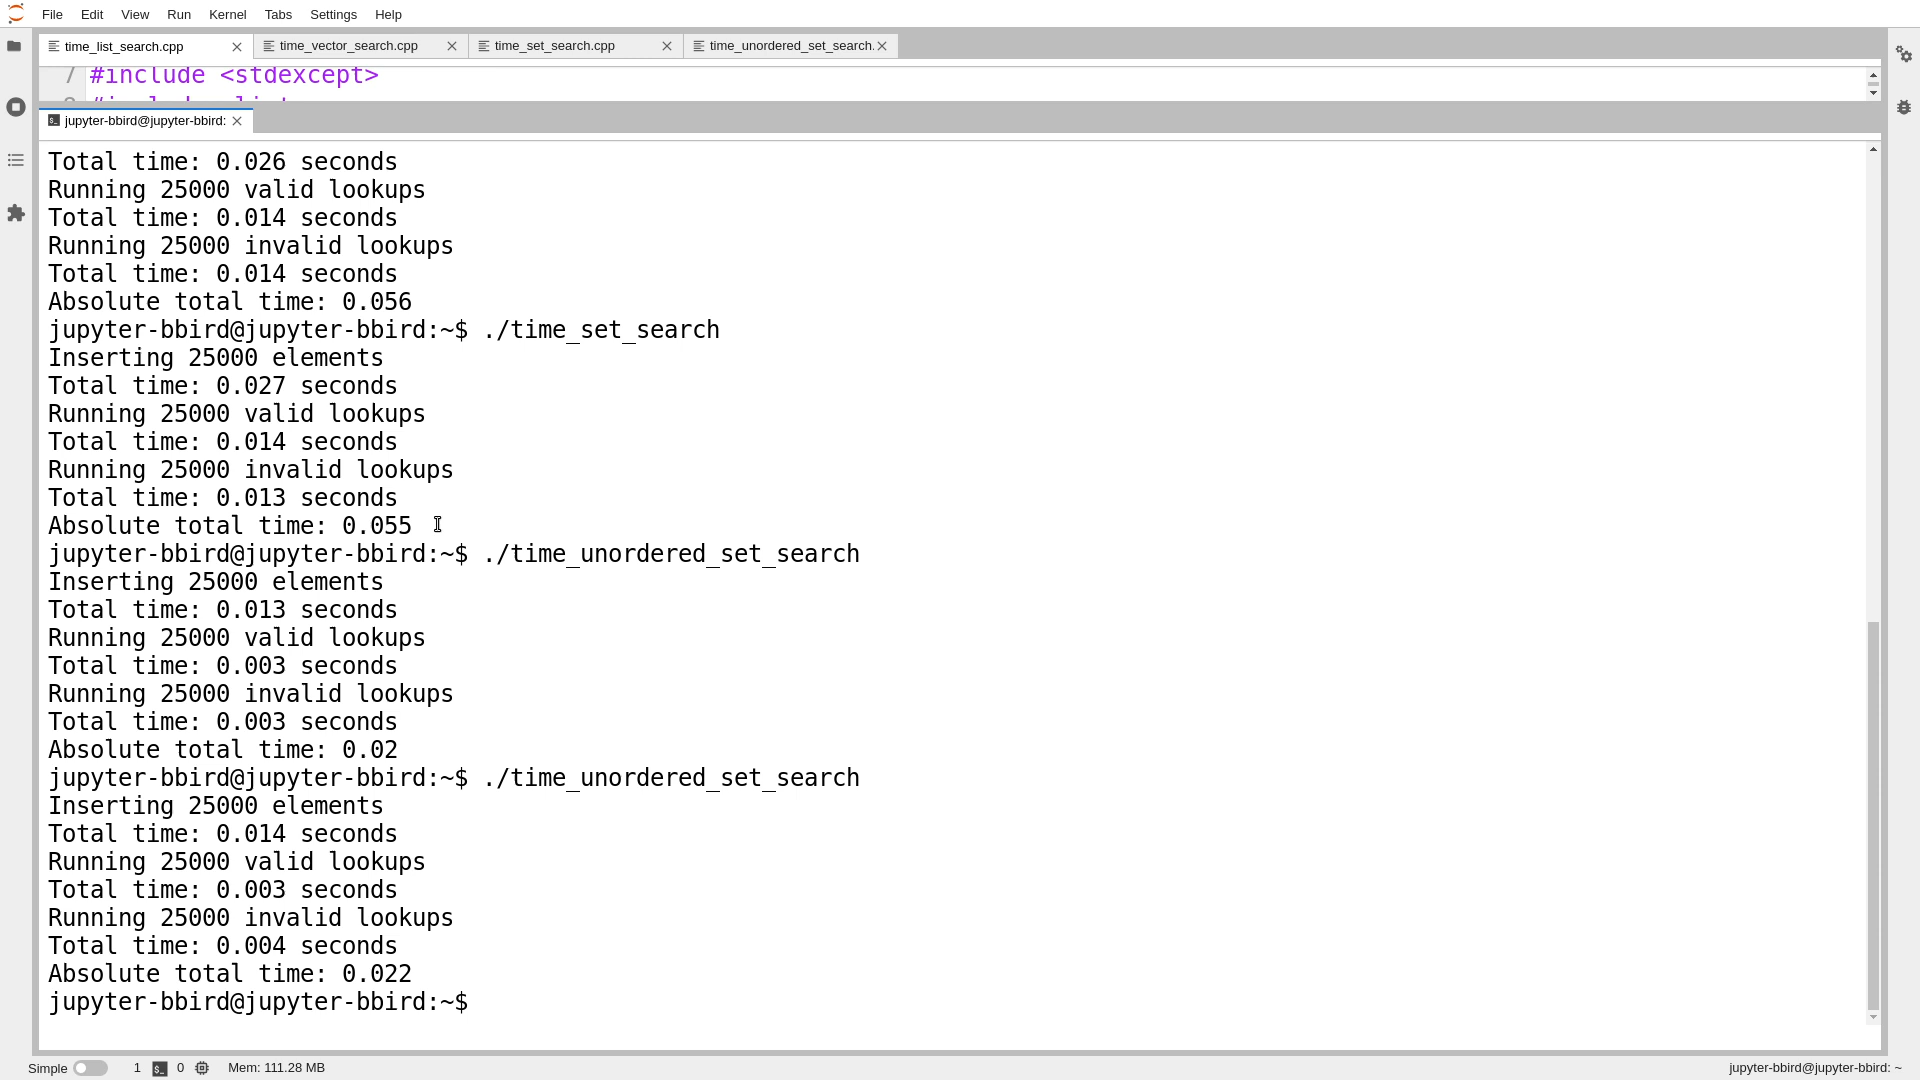 File Edit View Run Kernel Tabs Settings Help
time_list_search.cpp time_vector_search.cpp time_set_search.cpp time_unordered_set_search.
7 #include <stdexcept>
jupyter-bbird@jupyter-bbird:
Total time: 0.026 seconds
Running 25000 valid lookups
Total time: 0.014 seconds
Running 25000 invalid lookups
Total time: 0.014 seconds
Absolute total time: 0.056
jupyter-bbird@jupyter-bbird:~$ ./time_set_search
Inserting 25000 elements
Total time: 0.027 seconds
Running 25000 valid lookups
Total time: 0.014 seconds
Running 25000 invalid lookups
Total time: 0.013 seconds
Absolute total time: 0.055
jupyter-bbird@jupyter-bbird:~$ ./time_unordered_set_search
Inserting 25000 elements
Total time: 0.013 seconds
Running 25000 valid lookups
Total time: 0.003 seconds
Running 25000 invalid lookups
Total time: 0.003 seconds
Absolute total time: 0.02
jupyter-bbird@jupyter-bbird:~$ ./time_unordered_set_search
Inserting 25000 elements
Total time: 0.014 seconds
Running 25000 valid lookups
Total time: 0.003 seconds
Running 25000 invalid lookups
Total time: 0.004 seconds
Absolute total time: 0.022
jupyter-bbird@jupyter-bbird:~$
Simple 1 0 Mem: 111.28 MB jupyter-bbird@jupyter-bbird: ~